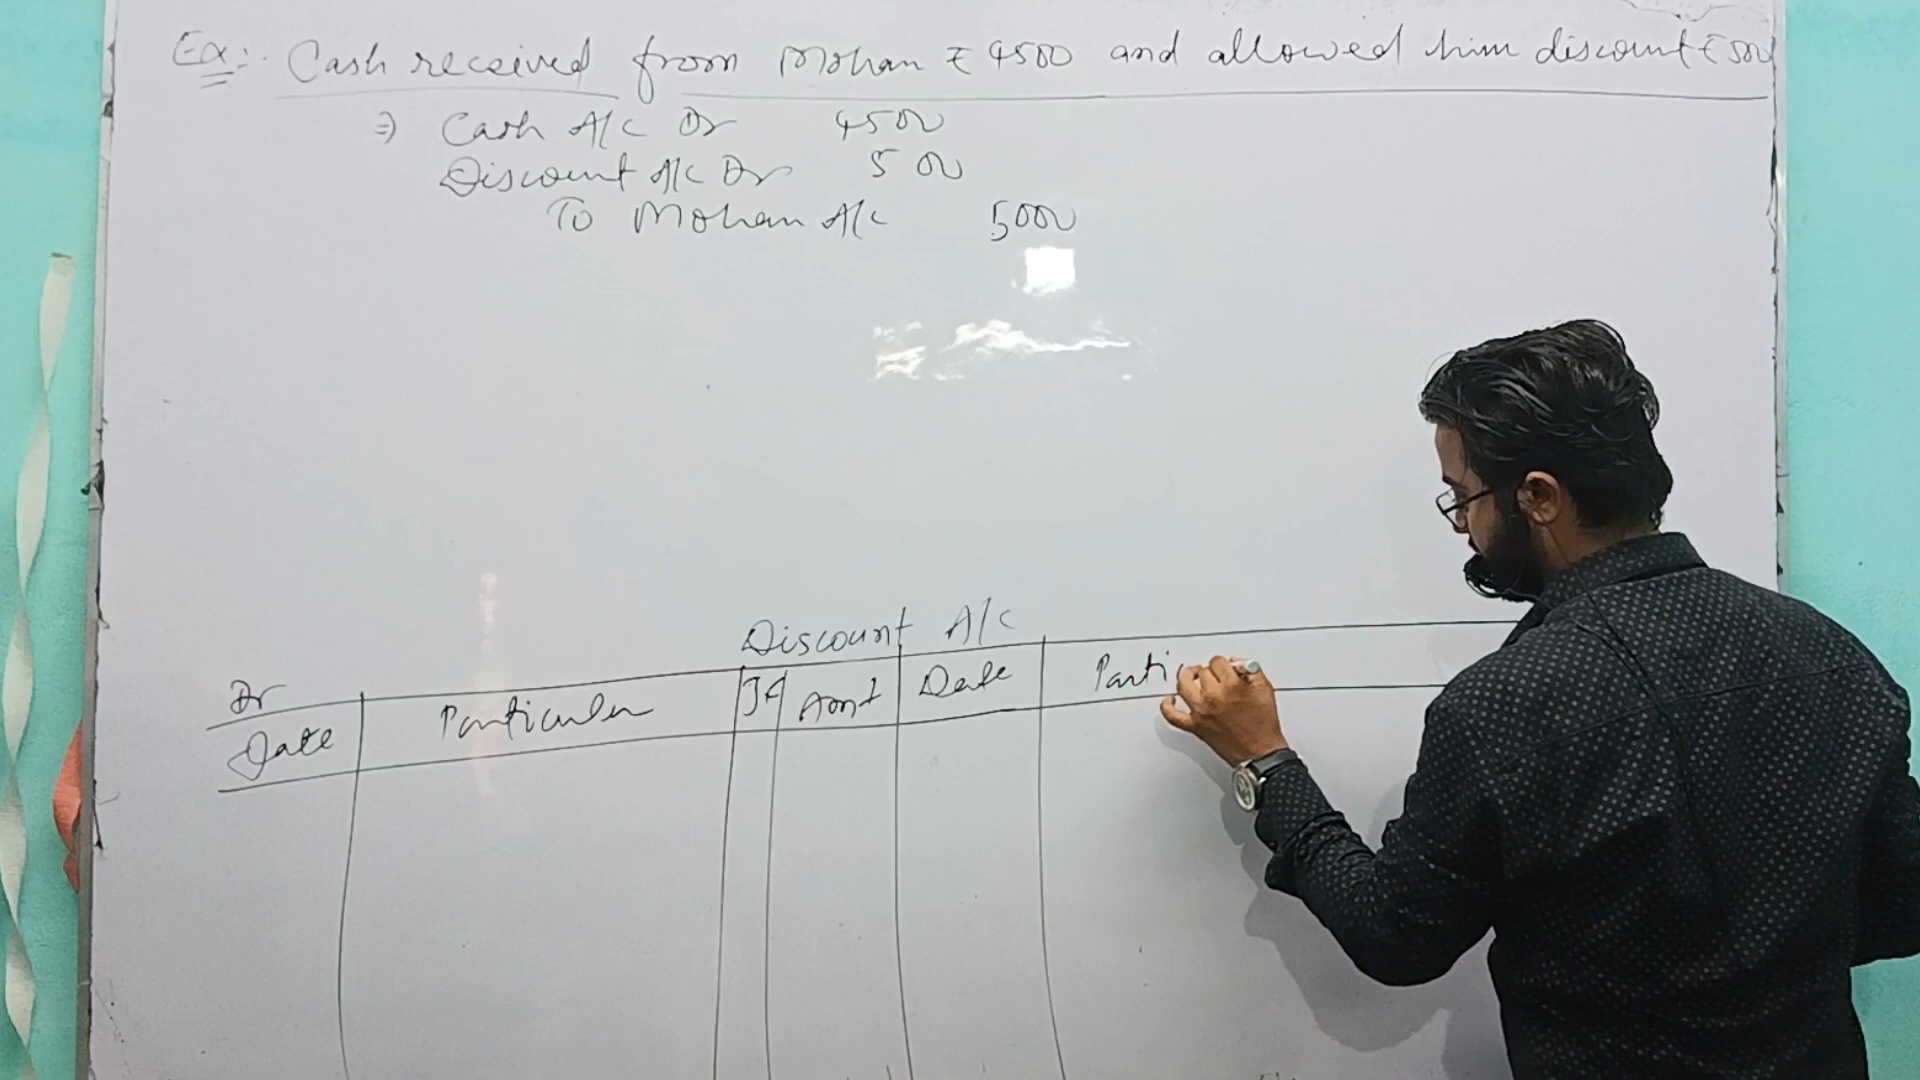 Ex:- Cash received from Mohan ₹ 4500 and allowed him discount ₹ 500
⇒ Cash A/c Dr 4500
Discount A/c Dr 500
To Mohan A/c 5000
Discount A/c
Dr
Date Particular JF Amt Date Partic